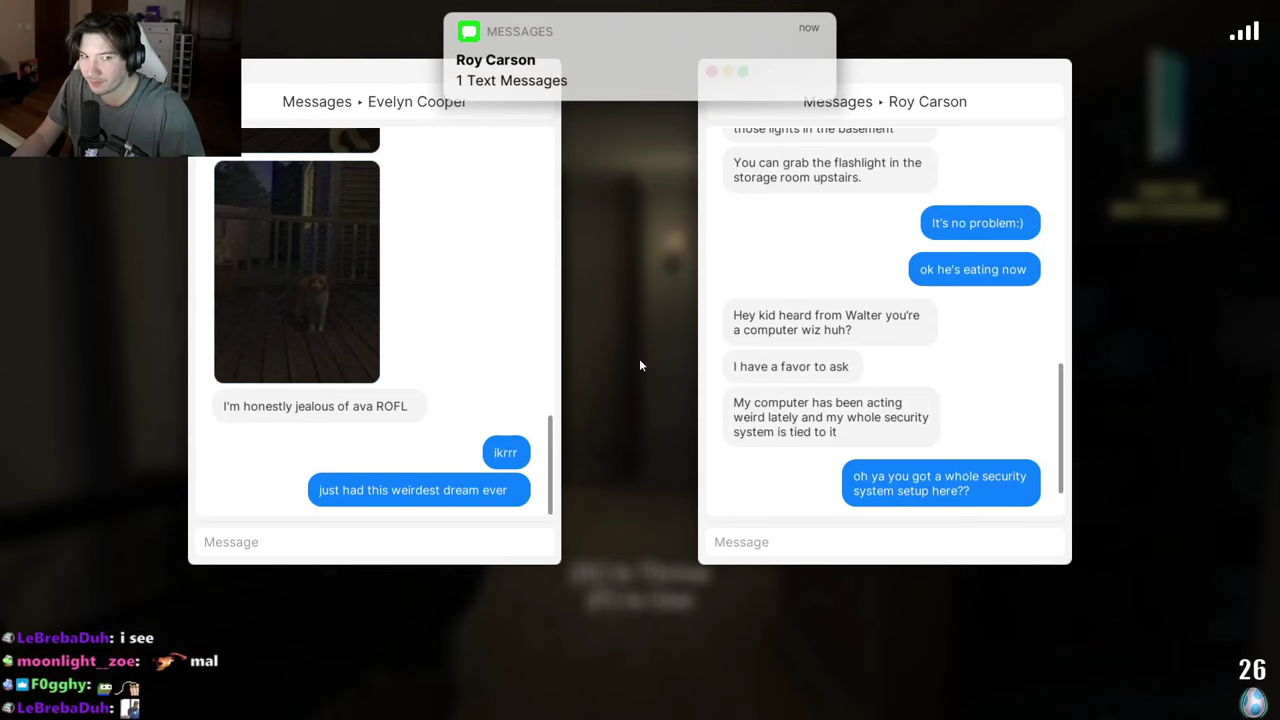 MESSAGES
now
Roy Carson
1 Text Messages
Messages ▸ Evelyn Cooper
I'm honestly jealous of ava ROFL
ikrrr
just had this weirdest dream ever
Message
Messages ▸ Roy Carson
those lights in the basement
You can grab the flashlight in the
storage room upstairs.
It's no problem:)
ok he's eating now
Hey kid heard from Walter you're
a computer wiz huh?
I have a favor to ask
My computer has been acting
weird lately and my whole security
system is tied to it
oh ya you got a whole security
system setup here??
Message
LeBrebaDuh: i see
moonlight__zoe: mal
F0gghy:
LeBrebaDuh:
26